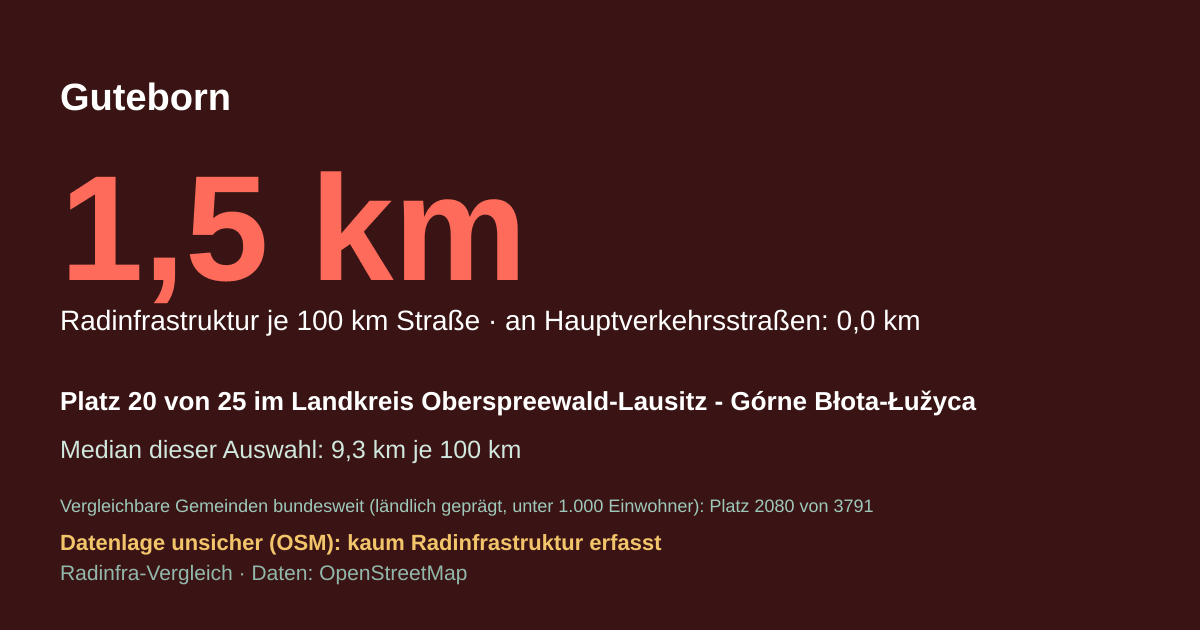 Guteborn
1,5 km
Radinfrastruktur je 100 km Straße · an Hauptverkehrsstraßen: 0,0 km
Platz 20 von 25 im Landkreis Oberspreewald-Lausitz - Górne Błota-Łužyca
Median dieser Auswahl: 9,3 km je 100 km
Vergleichbare Gemeinden bundesweit (ländlich geprägt, unter 1.000 Einwohner): Platz 2080 von 3791
Datenlage unsicher (OSM): kaum Radinfrastruktur erfasst
Radinfra-Vergleich · Daten: OpenStreetMap